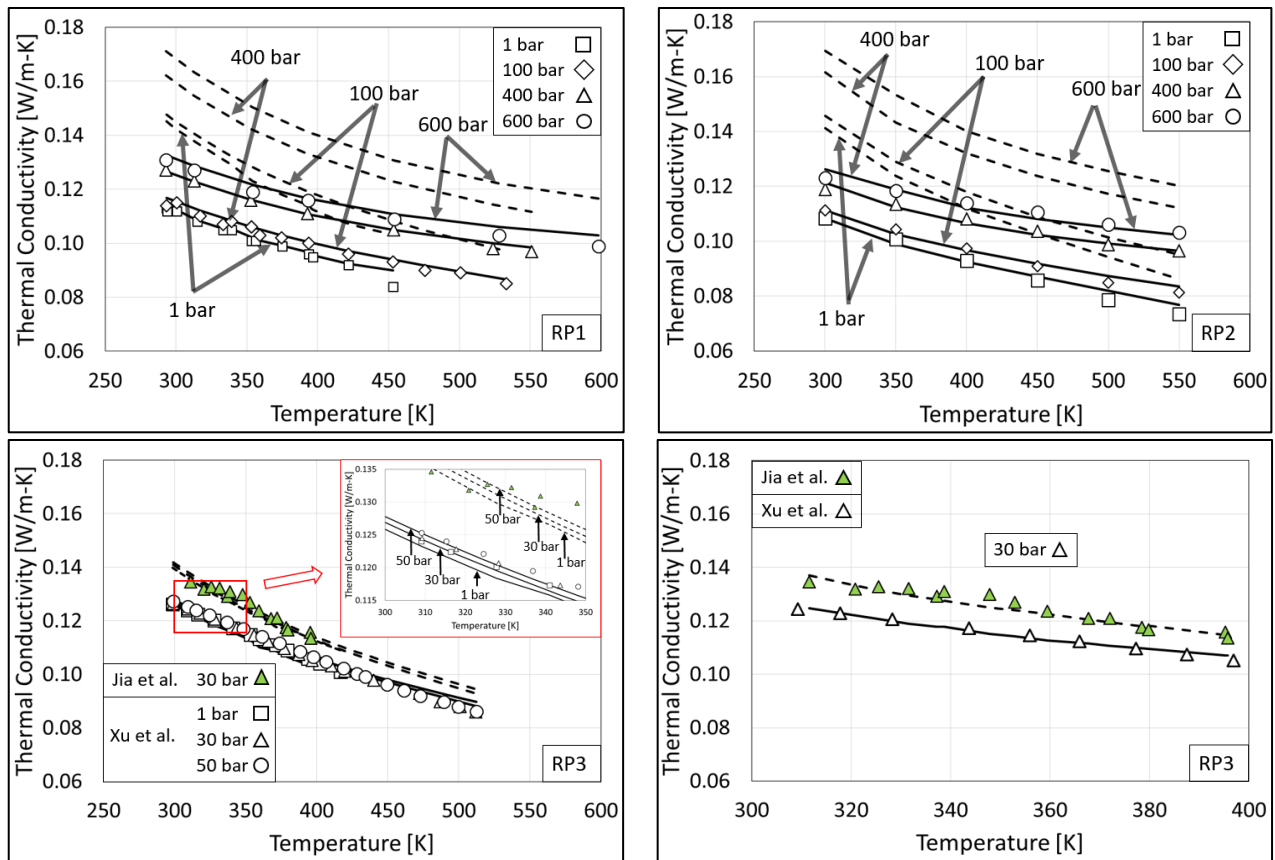 Thermal Conductivity [W/m-K]
0.18
0.16
0.14
0.12
0.10
0.08
0.06
400 bar
100 bar
600 bar
1 bar
1 bar
100 bar
400 bar
600 bar
RP1
250 300 350 400 450 500 550 600
Temperature [K]
Thermal Conductivity [W/m-K]
0.18
0.16
0.14
0.12
0.10
0.08
0.06
400 bar
100 bar
600 bar
1 bar
1 bar
100 bar
400 bar
600 bar
RP2
250 300 350 400 450 500 550 600
Temperature [K]
Thermal Conductivity [W/m-K]
0.18
0.16
0.14
0.12
0.10
0.08
0.06
Thermal Conductivity [W/m-K]
0.135
0.130
0.125
0.120
0.115
50 bar
30 bar
1 bar
50 bar
30 bar
1 bar
300 310 320 330 340 350
Temperature [K]
Jia et al. 30 bar
1 bar
Xu et al. 30 bar
50 bar
RP3
250 300 350 400 450 500 550 600
Temperature [K]
Thermal Conductivity [W/m-K]
0.18
0.16
0.14
0.12
0.10
0.08
0.06
Jia et al.
Xu et al.
30 bar
RP3
300 320 340 360 380 400
Temperature [K]